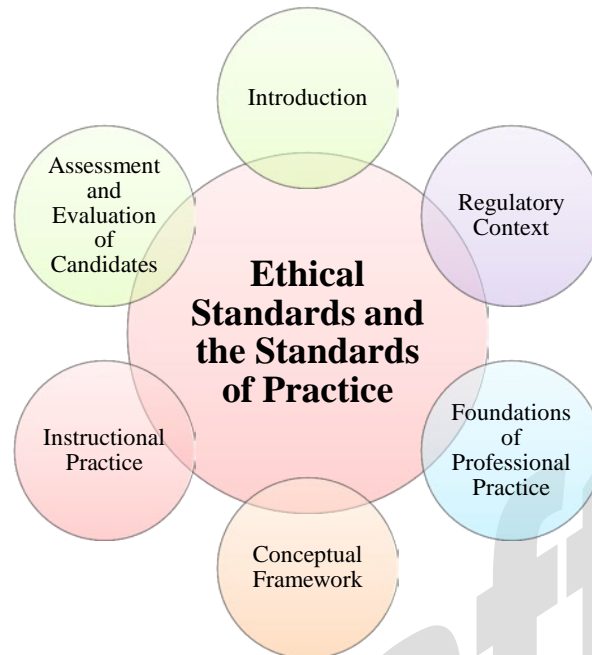 Introduction
Assessment
and
Evaluation
of
Candidates
Regulatory
Context
Ethical
Standards and
the Standards
of Practice
Instructional
Practice
Foundations
of
Professional
Practice
Conceptual
Framework